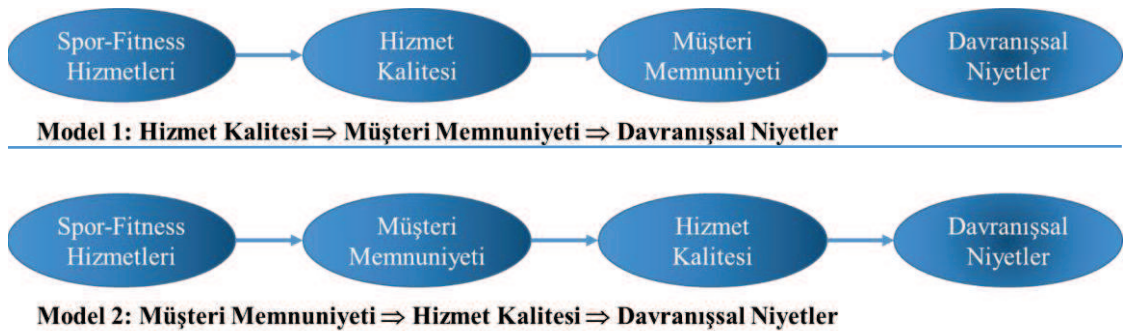 Spor-Fitness
Hizmetleri
Hizmet
Kalitesi
Müşteri
Memnuniyeti
Davranışsal
Niyetler
Model 1: Hizmet Kalitesi ⇒ Müşteri Memnuniyeti ⇒ Davranışsal Niyetler
Spor-Fitness
Hizmetleri
Müşteri
Memnuniyeti
Hizmet
Kalitesi
Davranışsal
Niyetler
Model 2: Müşteri Memnuniyeti ⇒ Hizmet Kalitesi ⇒ Davranışsal Niyetler